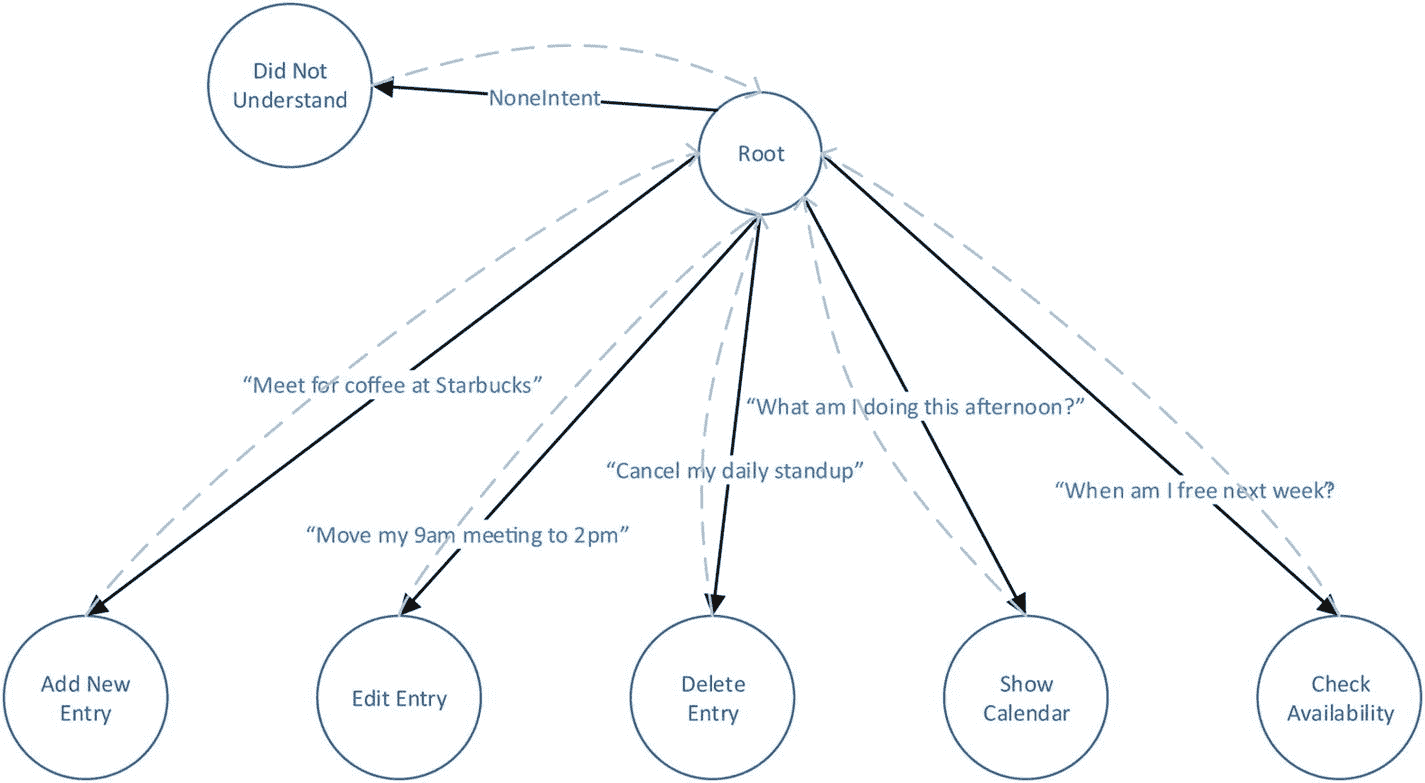 Did Not
Understand
NoneIntent
Root
“Meet for coffee at Starbucks”
“What am I doing this afternoon?”
“Cancel my daily standup”
“When am I free next week?”
“Move my 9am meeting to 2pm”
Add New
Entry
Edit Entry
Delete
Entry
Show
Calendar
Check
Availability